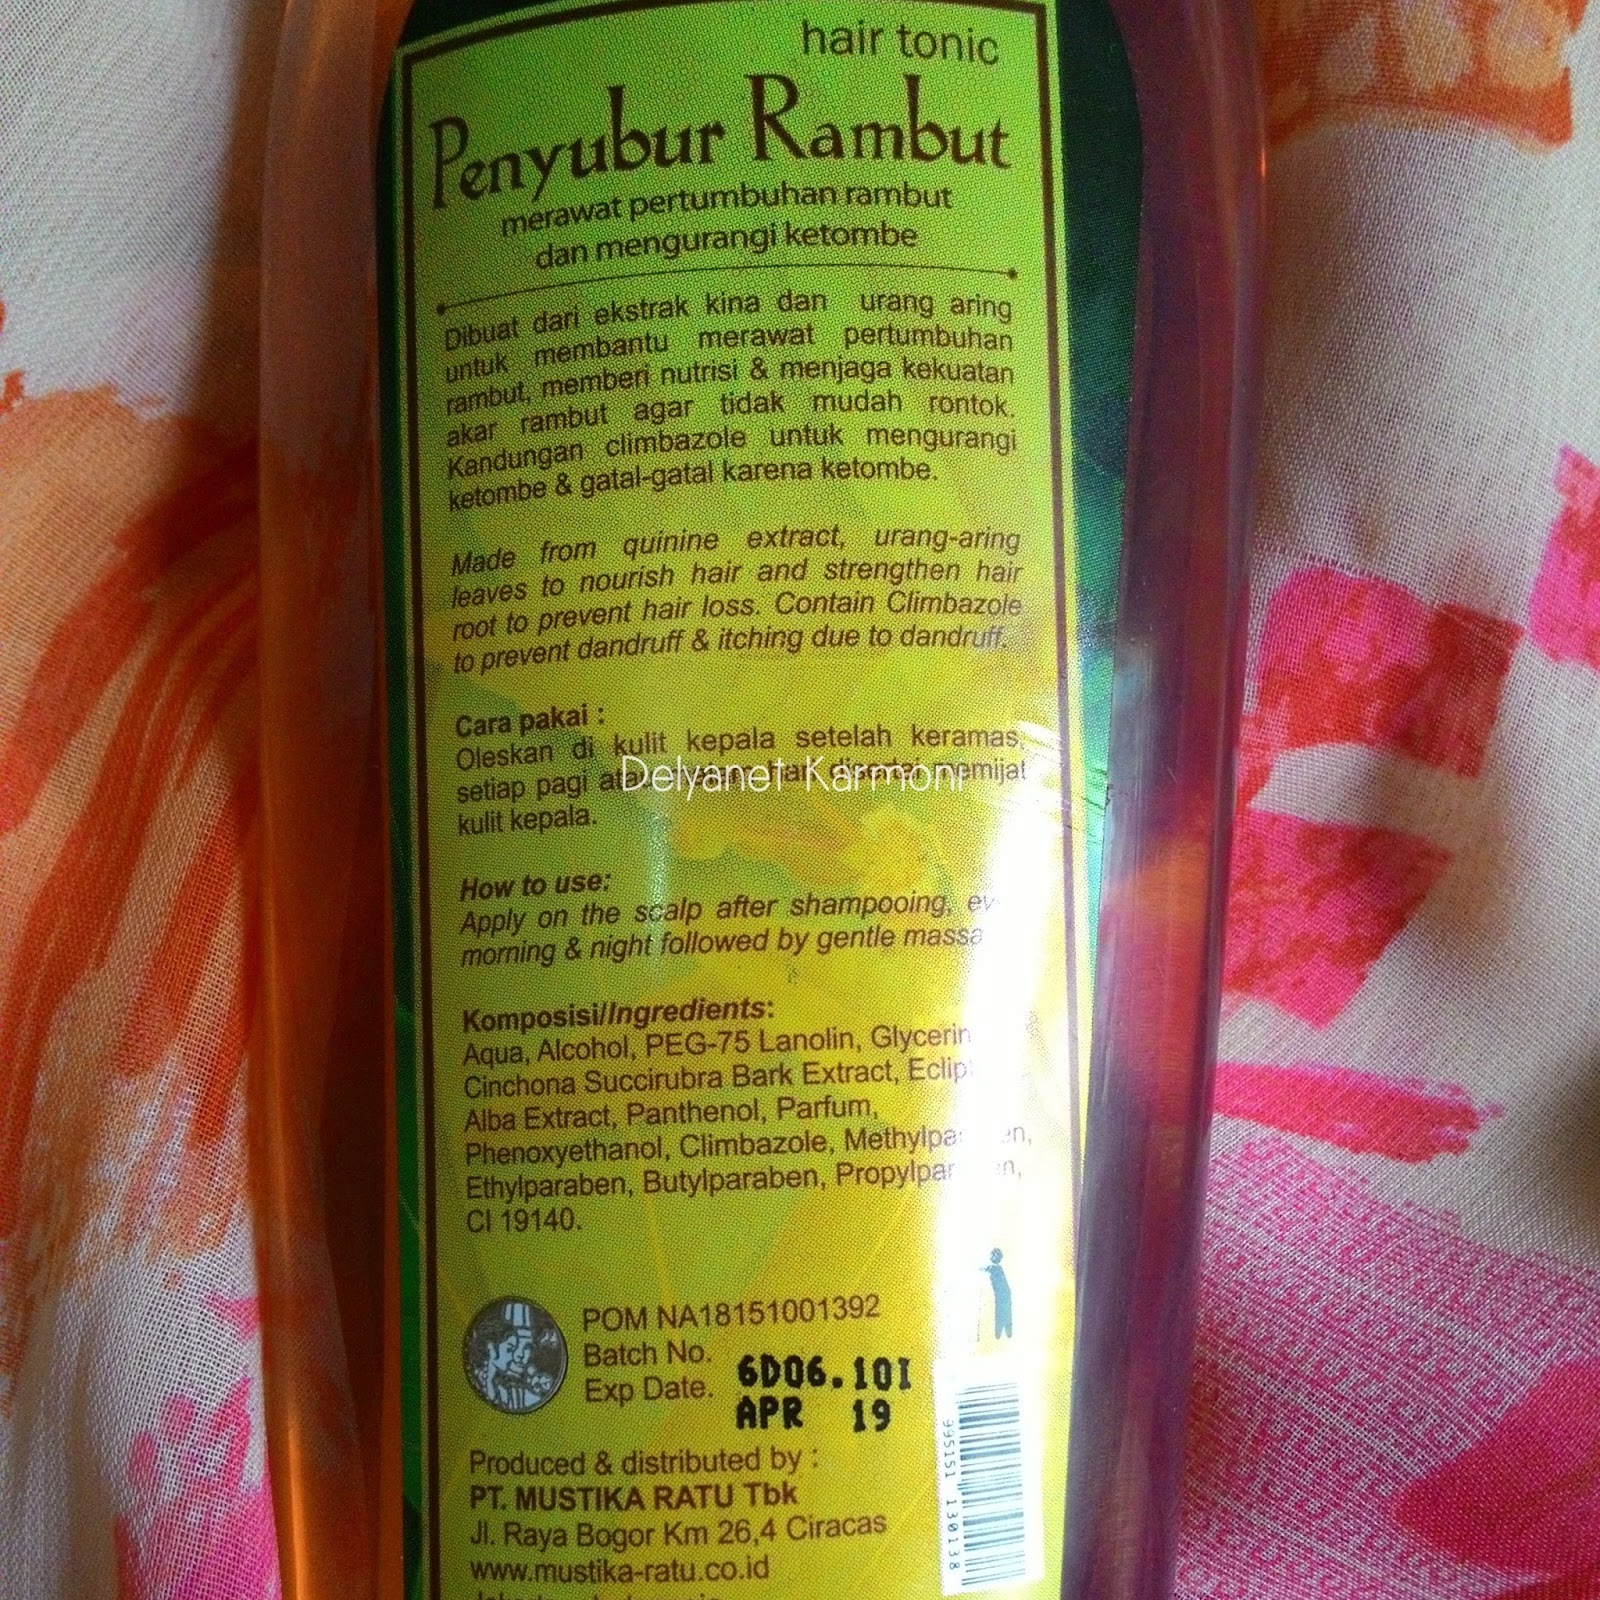 hair tonic
Penyubur Rambut
merawat pertumbuhan rambut
dan mengurangi ketombe
Dibuat dari ekstrak kina dan urang aring
untuk membantu merawat pertumbuhan
rambut, memberi nutrisi & menjaga kekuatan
akar rambut agar tidak mudah rontok.
Kandungan climbazole untuk mengurangi
ketombe & gatal-gatal karena ketombe.
Made from quinine extract, urang-aring
leaves to nourish hair and strengthen hair
root to prevent hair loss. Contain Climbazole
to prevent dandruff & itching due to dandruff.
Cara pakai :
Oleskan di kulit kepala setelah keramas,
setiap pagi disertai memijat
Delyanet Karmoni
kulit kepala.
How to use:
Apply on the scalp after shampooing,
morning & night followed by gentle
Komposisi/Ingredients:
Aqua, Alcohol, PEG-75 Lanolin, Glycerin
Cinchona Succirubra Bark Extract,
Alba Extract, Panthenol, Parfum,
Phenoxyethanol, Climbazole,
Ethylparaben, Butylparaben,
CI 19140.
POM NA18151001392
Batch No. 6D06.101
Exp Date. APR 19
Produced & distributed by :
PT. MUSTIKA RATU Tbk
Jl. Raya Bogor Km 26,4 Ciracas
www.mustika-ratu.co.id
995151 130138